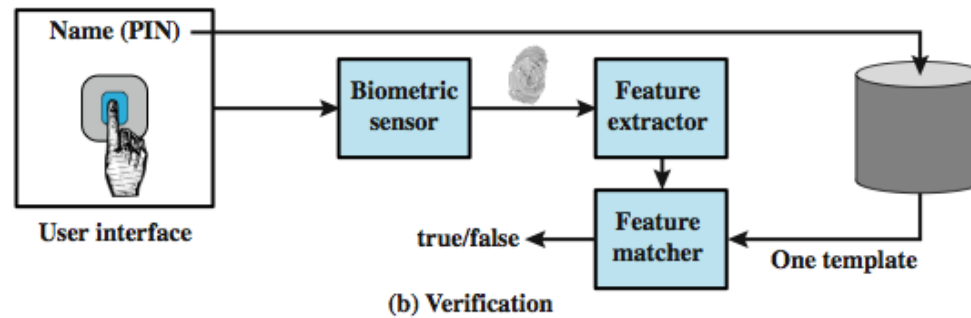 Name (PIN)
Biometric
sensor
Feature
extractor
User interface
true/false
Feature
matcher
One template
(b) Verification